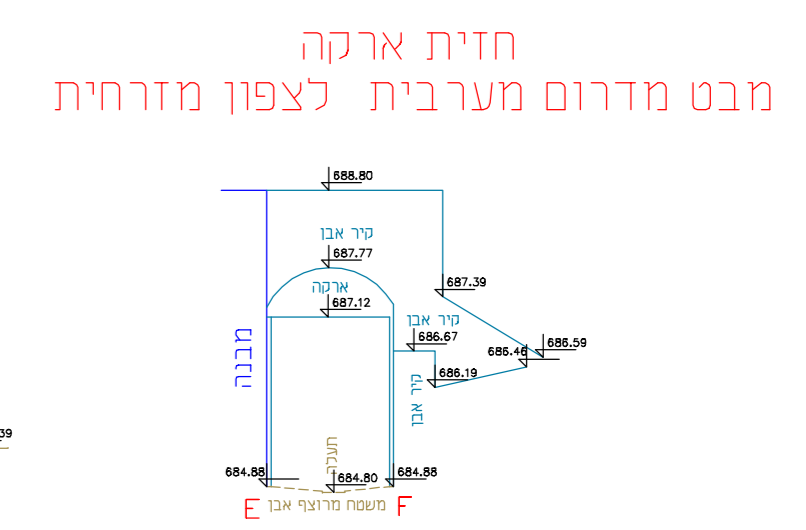 חזית ארקה
מבט מדרום מערבית לצפון מזרחית
688.80
קיר אבן
687.77
687.39
ארקה
687.12
קיר אבן
686.67
686.59
686.46
מבנה
686.19
קיר אבן
39
תעלה
684.88
684.80
684.88
E
משטח מרוצף אבן
F